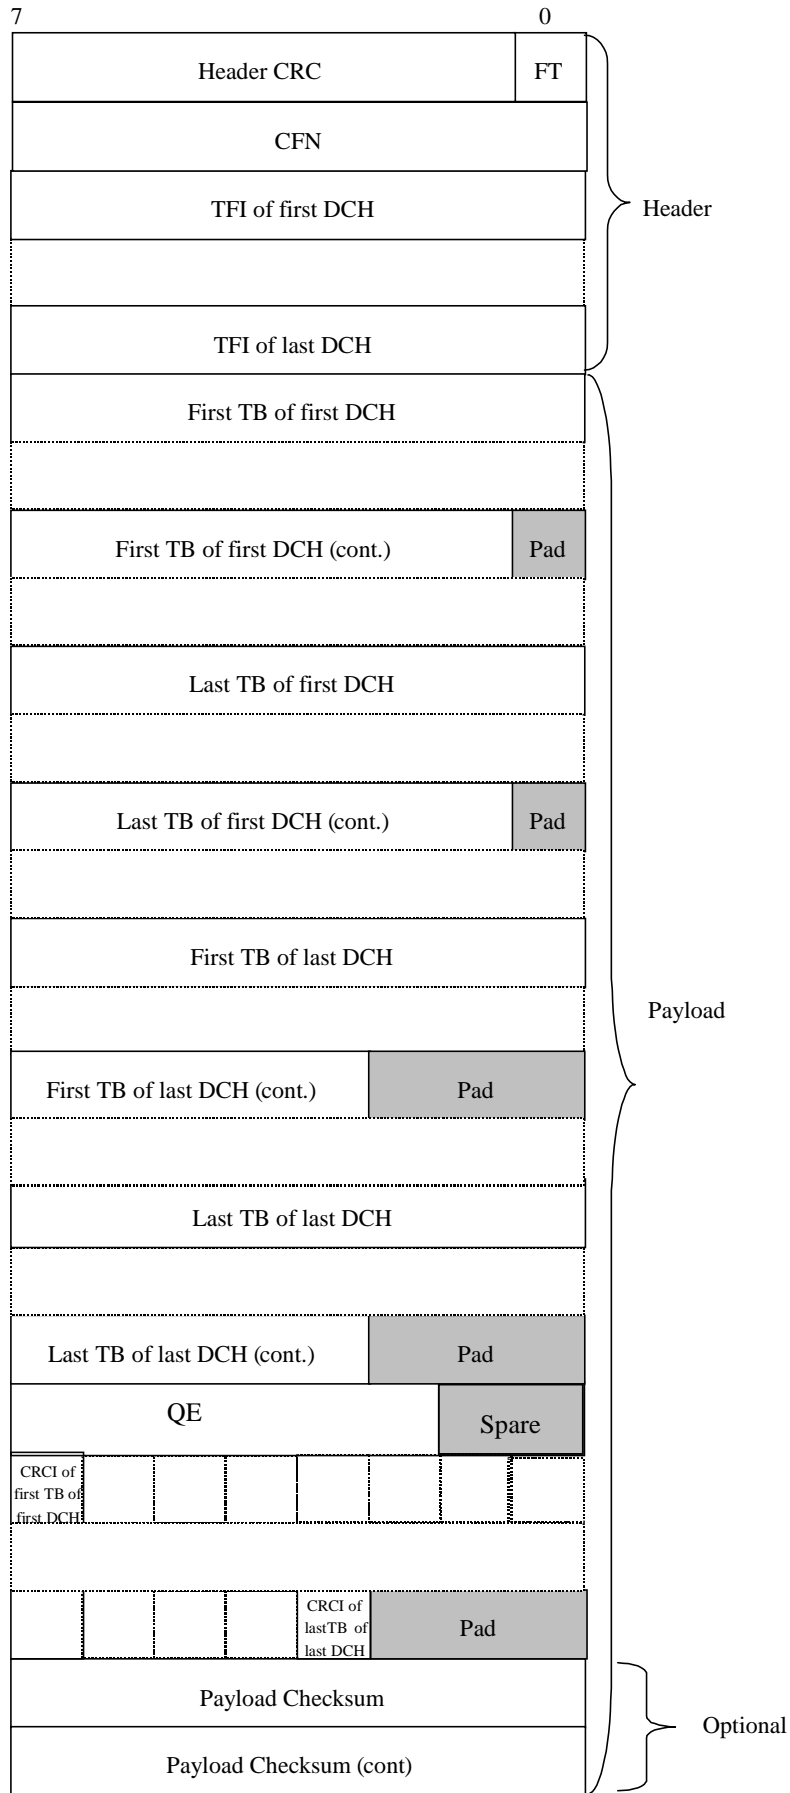 7 0
Header CRC FT
CFN
TFI of first DCH
Header
TFI of last DCH
First TB of first DCH
First TB of first DCH (cont.) Pad
Last TB of first DCH
Last TB of first DCH (cont.) Pad
First TB of last DCH
Payload
First TB of last DCH (cont.) Pad
Last TB of last DCH
Last TB of last DCH (cont.) Pad
QE Spare
CRCI of
first TB of
first DCH
CRCI of
lastTB of
last DCH
Pad
Payload Checksum
Optional
Payload Checksum (cont)